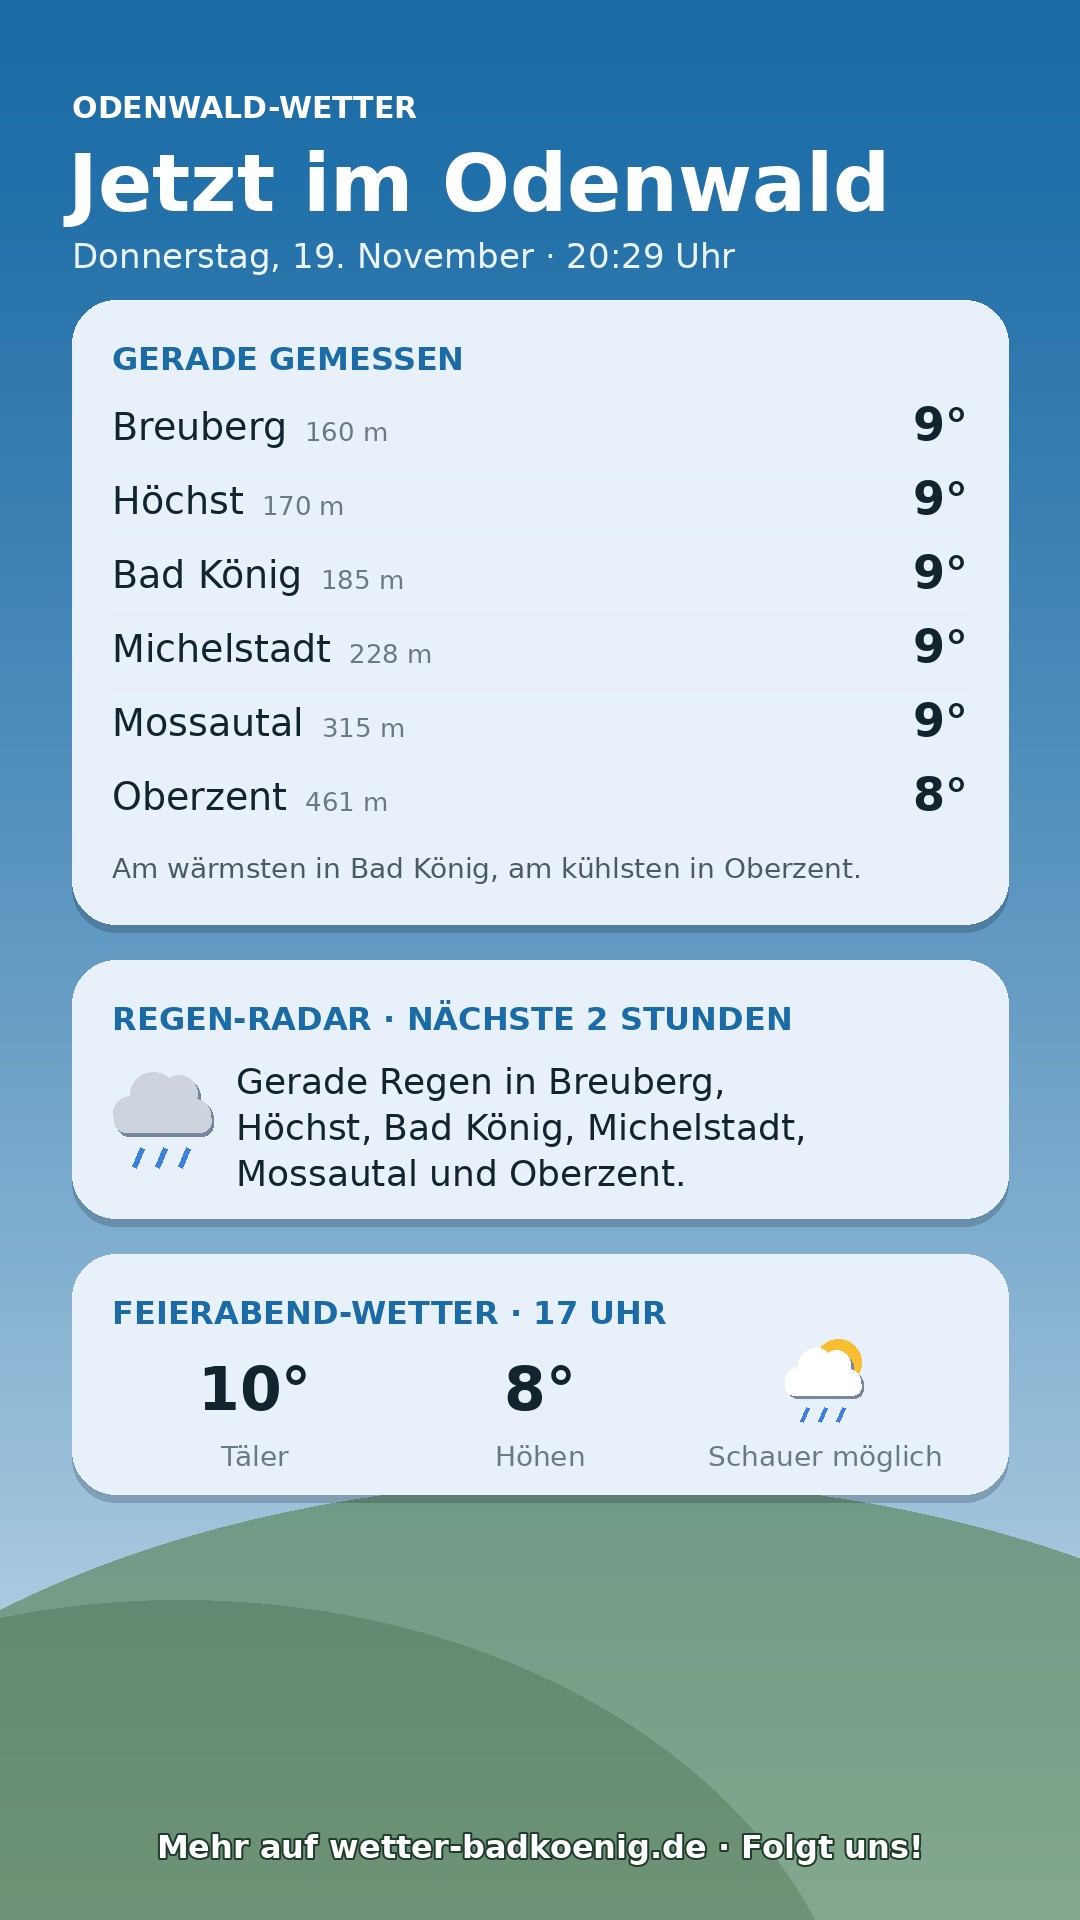 ODENWALD-WETTER
Jetzt im Odenwald
Donnerstag, 19. November · 20:29 Uhr
GERADE GEMESSEN
Breuberg 160 m 9°
Höchst 170 m 9°
Bad König 185 m 9°
Michelstadt 228 m 9°
Mossautal 315 m 9°
Oberzent 461 m 8°
Am wärmsten in Bad König, am kühlsten in Oberzent.
REGEN-RADAR · NÄCHSTE 2 STUNDEN
Gerade Regen in Breuberg,
Höchst, Bad König, Michelstadt,
Mossautal und Oberzent.
FEIERABEND-WETTER · 17 UHR
10° 8°
Täler Höhen Schauer möglich
Mehr auf wetter-badkoenig.de · Folgt uns!